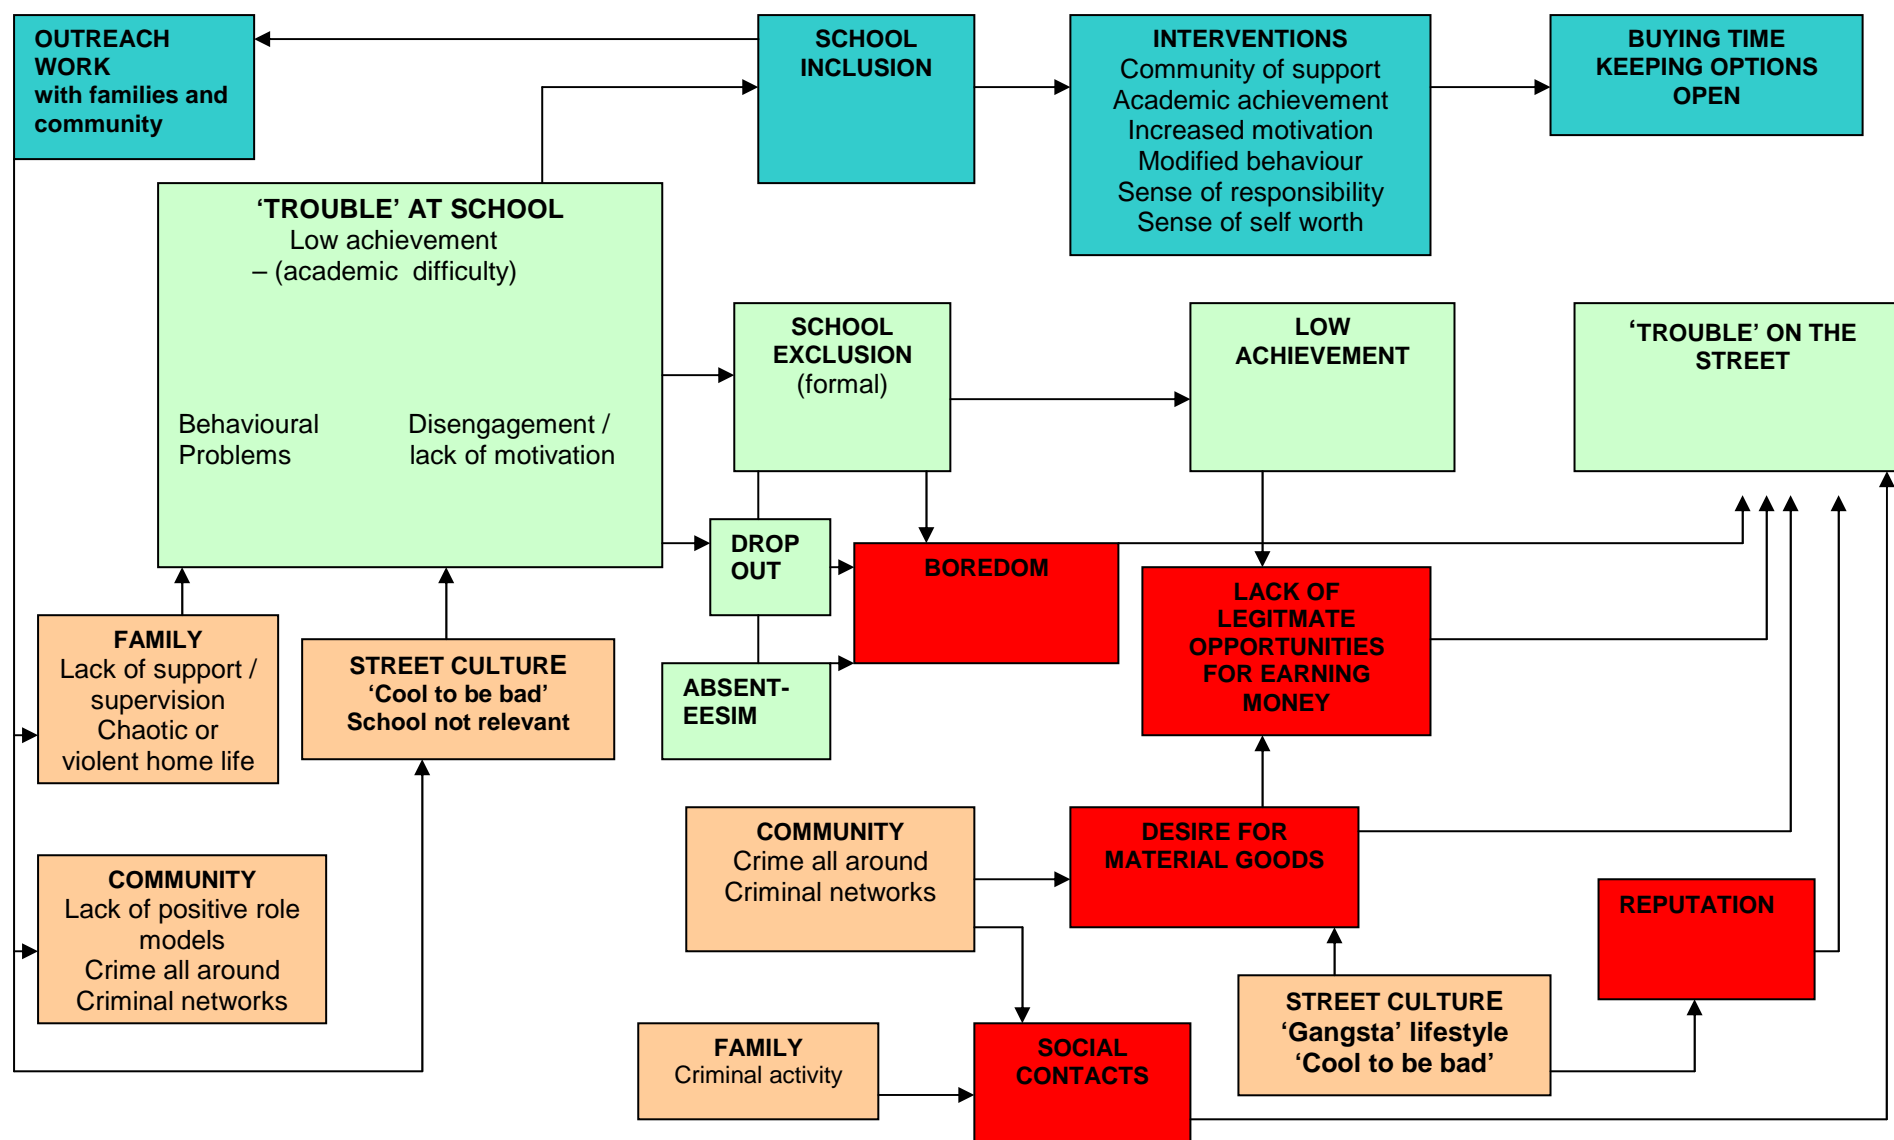 OUTREACH
WORK
with families and
community
SCHOOL
INCLUSION
INTERVENTIONS
Community of support
Academic achievement
Increased motivation
Modified behaviour
Sense of responsibility
Sense of self worth
BUYING TIME
KEEPING OPTIONS
OPEN
‘TROUBLE’ AT SCHOOL
Low achievement
– (academic difficulty)
Behavioural
Problems
Disengagement /
lack of motivation
SCHOOL
EXCLUSION
(formal)
LOW
ACHIEVEMENT
‘TROUBLE’ ON THE
STREET
DROP
OUT
BOREDOM
LACK OF
LEGITMATE
OPPORTUNITIES
FOR EARNING
MONEY
FAMILY
Lack of support /
supervision
Chaotic or
violent home life
STREET CULTURE
‘Cool to be bad’
School not relevant
ABSENT-
EESIM
COMMUNITY
Lack of positive role
models
Crime all around
Criminal networks
COMMUNITY
Crime all around
Criminal networks
DESIRE FOR
MATERIAL GOODS
REPUTATION
FAMILY
Criminal activity
SOCIAL
CONTACTS
STREET CULTURE
‘Gangsta’ lifestyle
‘Cool to be bad’